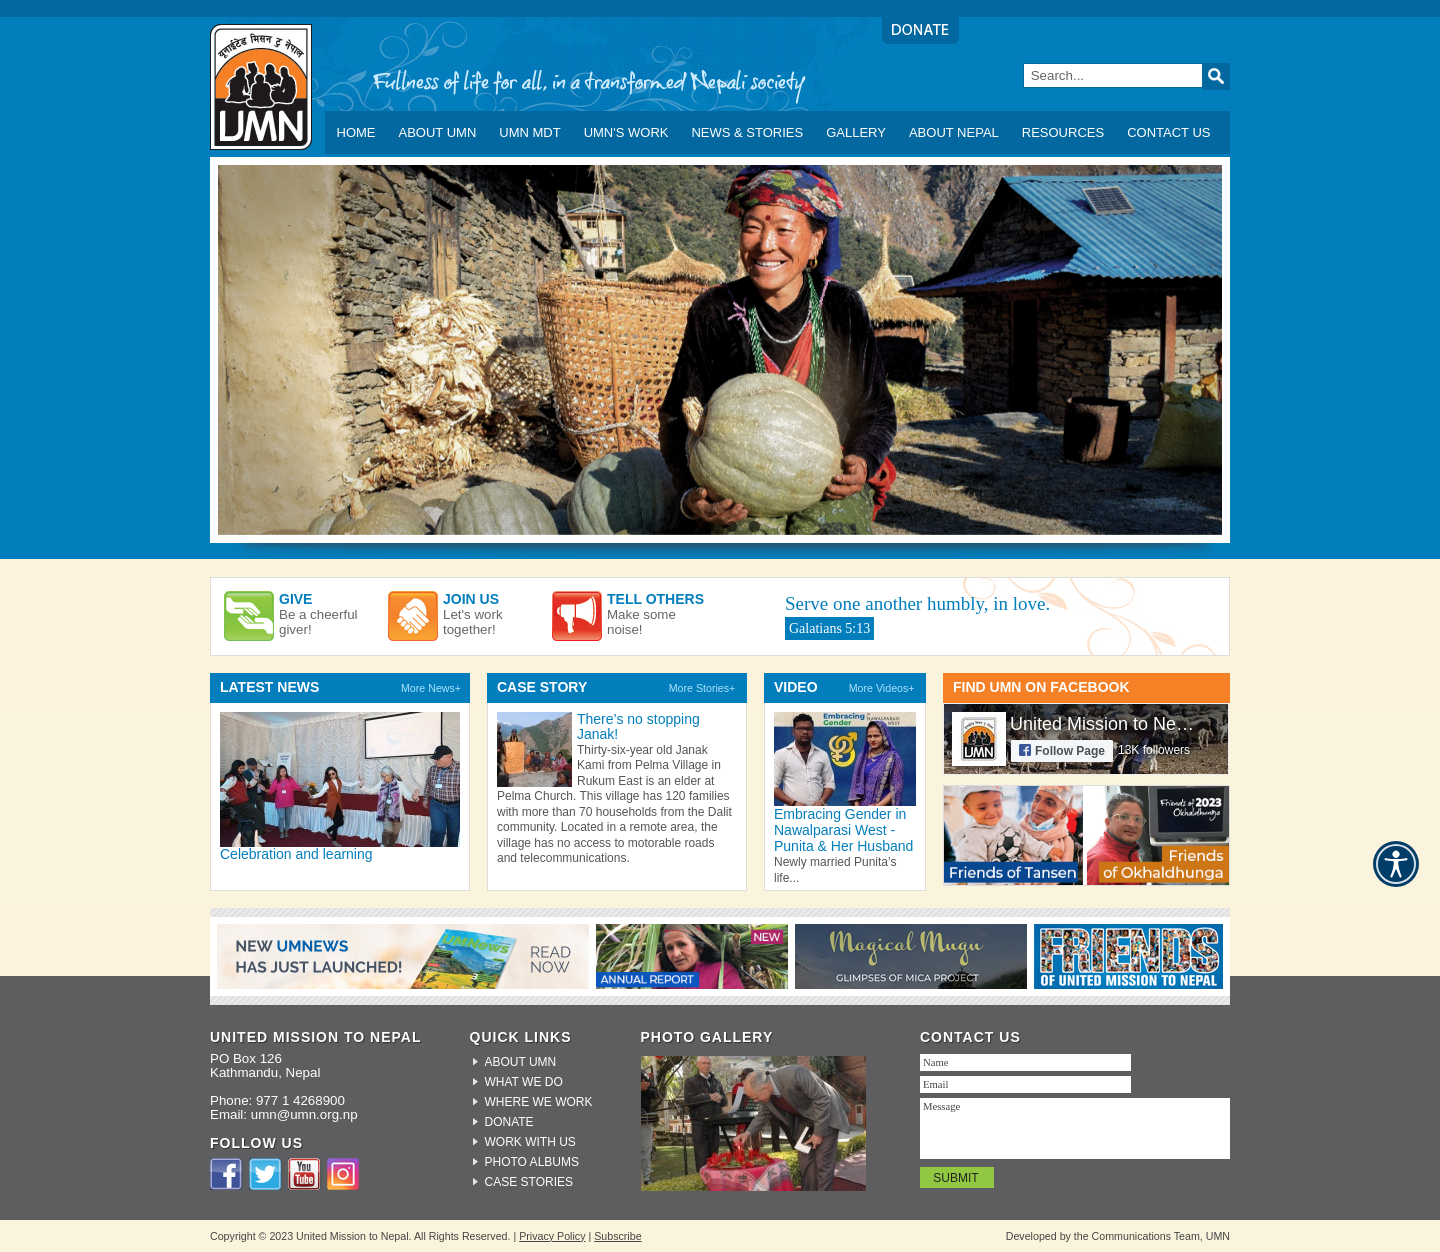 DONATE
यूनाईटेड मिसन टु नेपाल
UMN
Fullness of life for all, in a transformed Nepali society
Search...
HOME ABOUT UMN UMN MDT UMN'S WORK NEWS & STORIES GALLERY ABOUT NEPAL RESOURCES CONTACT US
GIVE
Be a cheerful
giver!
JOIN US
Let's work
together!
TELL OTHERS
Make some
noise!
Serve one another humbly, in love.
Galatians 5:13
LATEST NEWS More News+
Celebration and learning
CASE STORY More Stories+
There's no stopping
Janak!
Thirty-six-year old Janak
Kami from Pelma Village in
Rukum East is an elder at
Pelma Church. This village has 120 families
with more than 70 households from the Dalit
community. Located in a remote area, the
village has no access to motorable roads
and telecommunications.
VIDEO More Videos+
Embracing
Gender
IN NAWALPARASI
WEST
Embracing Gender in
Nawalparasi West -
Punita & Her Husband
Newly married Punita's
life...
FIND UMN ON FACEBOOK
United Mission to Ne…
UMN
Follow Page
13K followers
Friends of Tansen
Friends of 2023
Okhaldhunga
Friends
of Okhaldhunga
NEW UMNEWS
HAS JUST LAUNCHED!
UMNews
READ
NOW
NEW
ANNUAL REPORT
Magical Mugu
GLIMPSES OF MICA PROJECT
FRIENDS
OF UNITED MISSION TO NEPAL
UNITED MISSION TO NEPAL
PO Box 126
Kathmandu, Nepal
Phone: 977 1 4268900
Email: umn@umn.org.np
FOLLOW US
You
Tube
QUICK LINKS
ABOUT UMN
WHAT WE DO
WHERE WE WORK
DONATE
WORK WITH US
PHOTO ALBUMS
CASE STORIES
PHOTO GALLERY
CONTACT US
Name
Email
Message
SUBMIT
Copyright © 2023 United Mission to Nepal. All Rights Reserved. | Privacy Policy | Subscribe
Developed by the Communications Team, UMN